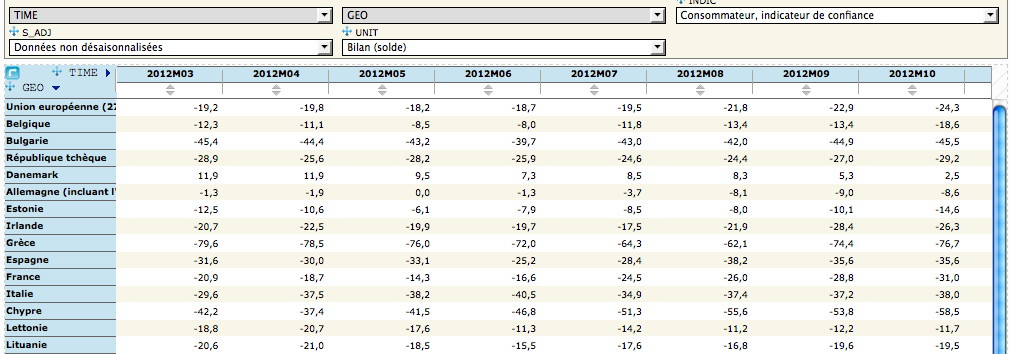 INDIC
TIME GEO Consommateur, indicateur de confiance
S_ADJ UNIT
Données non désaisonnalisées Bilan (solde)
TIME 2012M03 2012M04 2012M05 2012M06 2012M07 2012M08 2012M09 2012M10
GEO
Union européenne (27 -19,2 -19,8 -18,2 -18,7 -19,5 -21,8 -22,9 -24,3
Belgique -12,3 -11,1 -8,5 -8,0 -11,8 -13,4 -13,4 -18,6
Bulgarie -45,4 -44,4 -43,2 -39,7 -43,0 -42,0 -44,9 -45,5
République tchèque -28,9 -25,6 -28,2 -25,9 -24,6 -24,4 -27,0 -29,2
Danemark 11,9 11,9 9,5 7,3 8,5 8,3 5,3 2,5
Allemagne (incluant l' -1,3 -1,9 0,0 -1,3 -3,7 -8,1 -9,0 -8,6
Estonie -12,5 -10,6 -6,1 -7,9 -8,5 -8,0 -10,1 -14,6
Irlande -20,7 -22,5 -19,9 -19,7 -17,5 -21,9 -28,4 -26,3
Grèce -79,6 -78,5 -76,0 -72,0 -64,3 -62,1 -74,4 -76,7
Espagne -31,6 -30,0 -33,1 -25,2 -28,4 -38,2 -35,6 -35,6
France -20,9 -18,7 -14,3 -16,6 -24,5 -26,0 -28,8 -31,0
Italie -29,6 -37,5 -38,2 -40,5 -34,9 -37,4 -37,2 -38,0
Chypre -42,2 -37,4 -41,5 -46,8 -51,3 -55,6 -53,8 -58,5
Lettonie -18,8 -20,7 -17,6 -11,3 -14,2 -11,2 -12,2 -11,7
Lituanie -20,6 -21,0 -18,5 -15,5 -17,6 -16,8 -19,6 -19,5